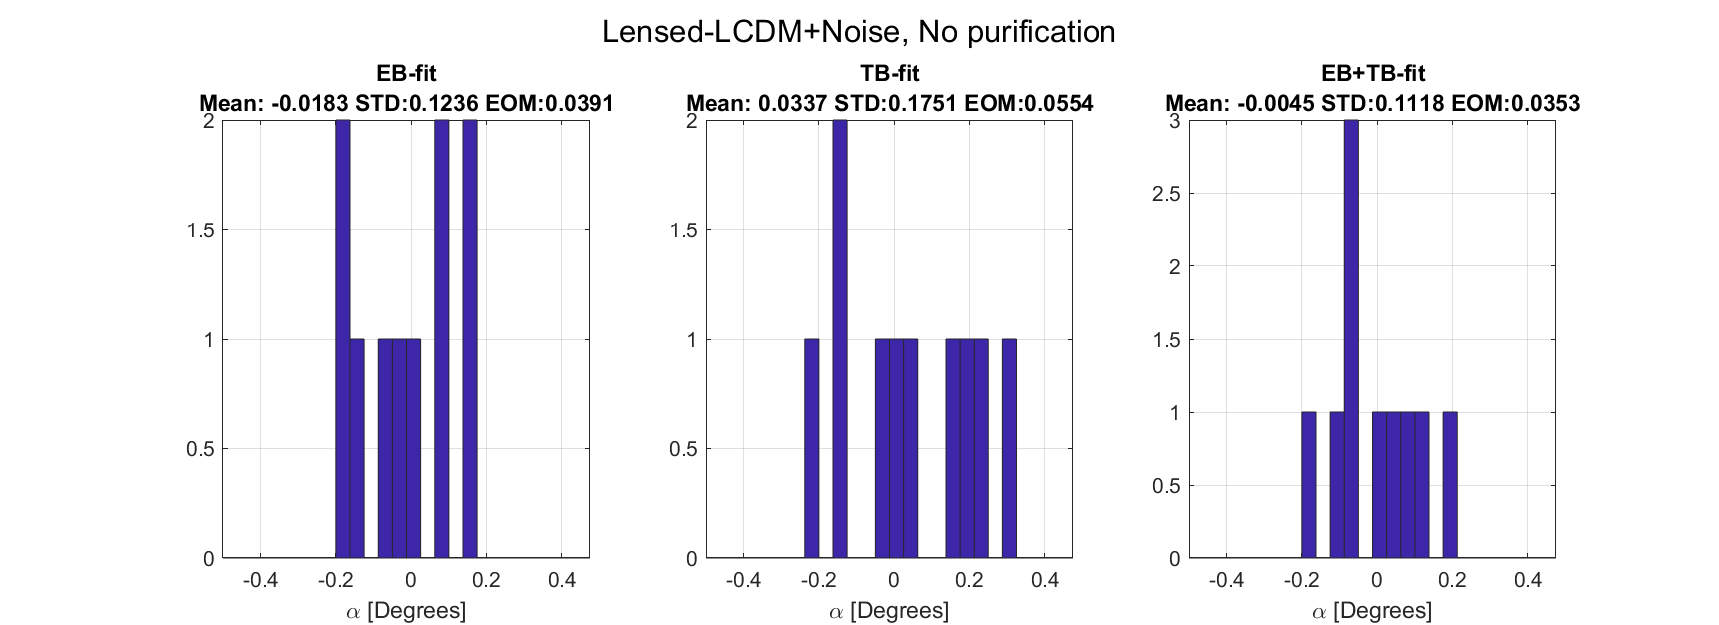 Lensed-LCDM+Noise, No purification
EB-fit
Mean: -0.0183 STD:0.1236 EOM:0.0391
2
1.5
1
0.5
0
-0.4 -0.2 0 0.2 0.4
α [Degrees]
TB-fit
Mean: 0.0337 STD:0.1751 EOM:0.0554
2
1.5
1
0.5
0
-0.4 -0.2 0 0.2 0.4
α [Degrees]
EB+TB-fit
Mean: -0.0045 STD:0.1118 EOM:0.0353
3
2.5
2
1.5
1
0.5
0
-0.4 -0.2 0 0.2 0.4
α [Degrees]